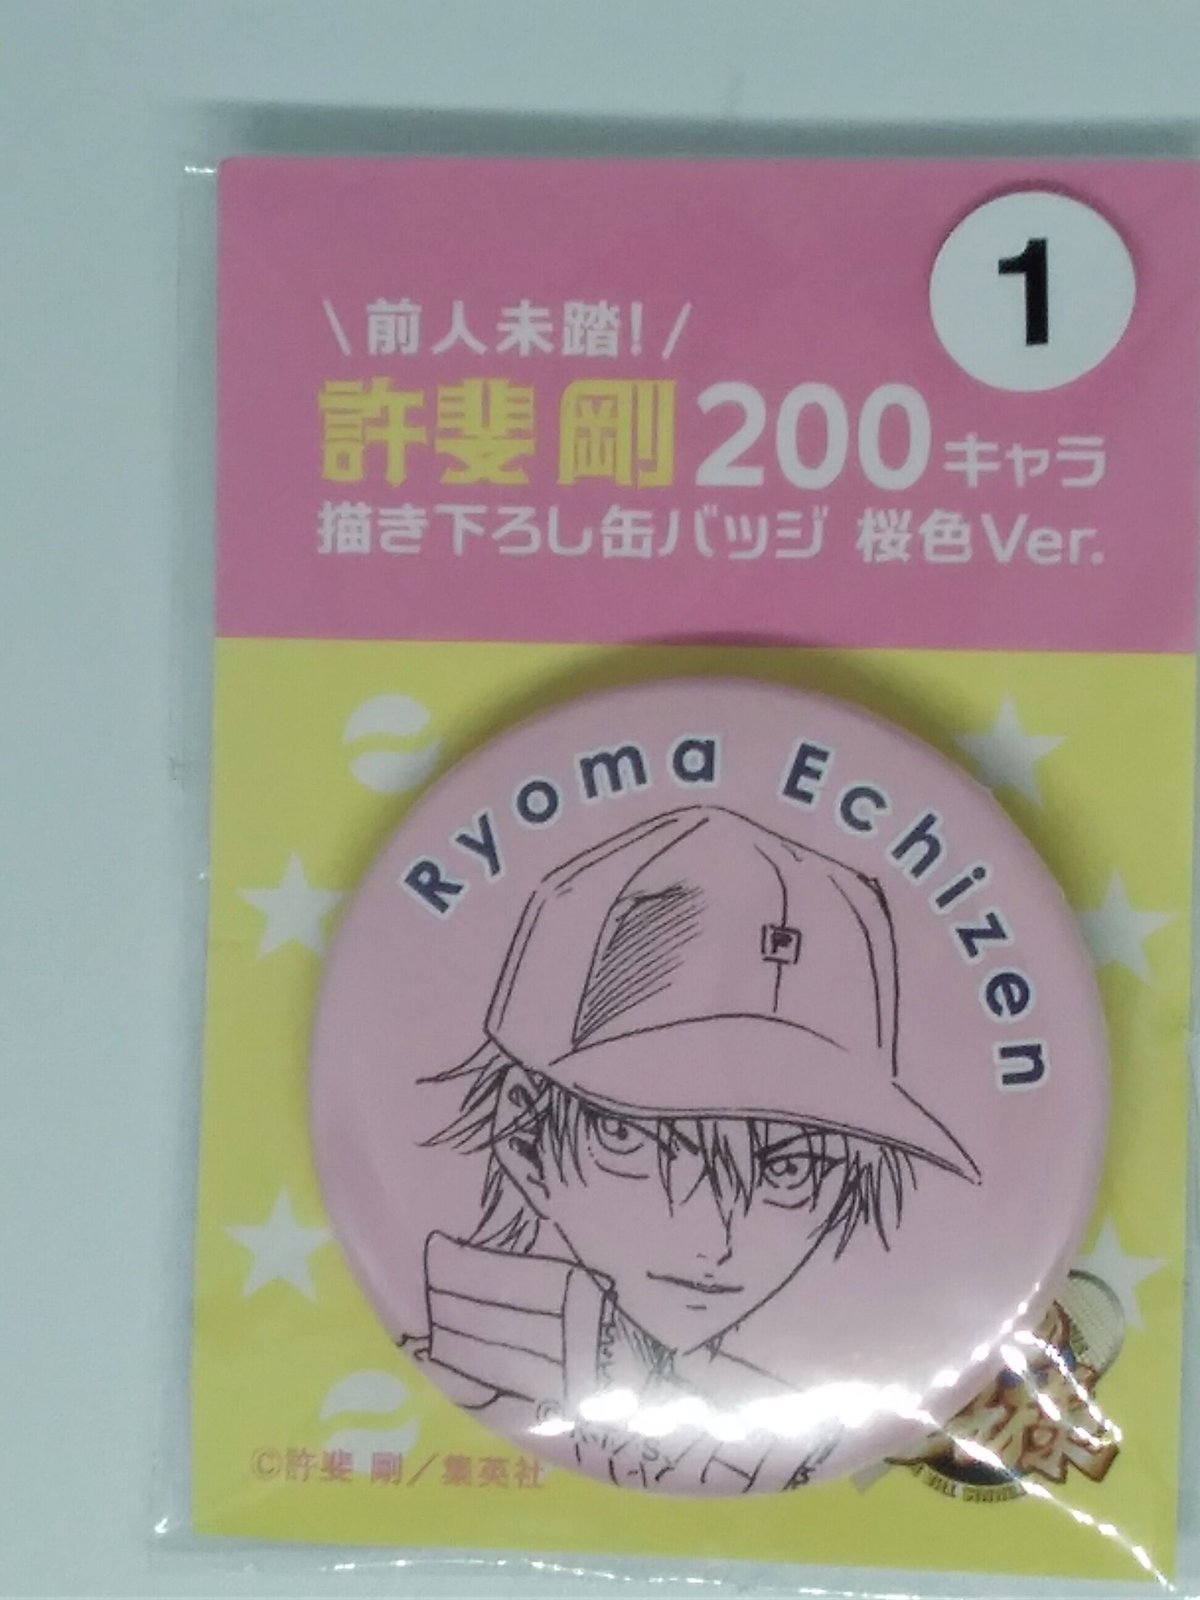 1
\前人未踏!/
許斐 剛200キャラ
描き下ろし缶バッジ 桜色Ver.
Ryoma Echizen
F
©許斐 剛/集英社